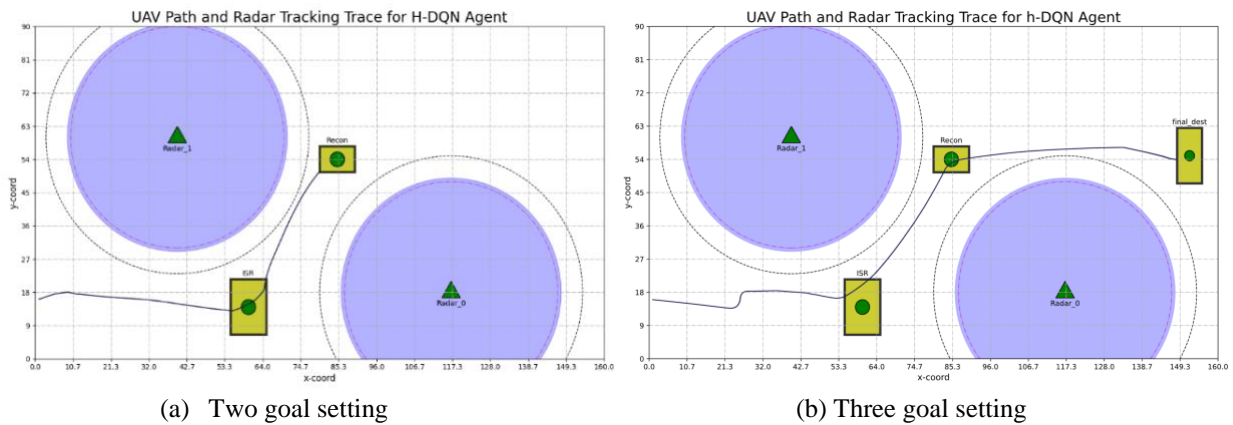 UAV Path and Radar Tracking Trace for H-DQN Agent
90
81
72
63
54
45
36
27
18
9
0
y-coord
Radar_1
Recon
ISR
Radar_0
0.0 10.7 21.3 32.0 42.7 53.3 64.0 74.7 85.3 96.0 106.7 117.3 128.0 138.7 149.3 160.0
x-coord
(a) Two goal setting
UAV Path and Radar Tracking Trace for h-DQN Agent
90
81
72
63
54
45
36
27
18
9
0
y-coord
Radar_1
Recon
final_dest
ISR
Radar_0
0.0 10.7 21.3 32.0 42.7 53.3 64.0 74.7 85.3 96.0 106.7 117.3 128.0 138.7 149.3 160.0
x-coord
(b) Three goal setting